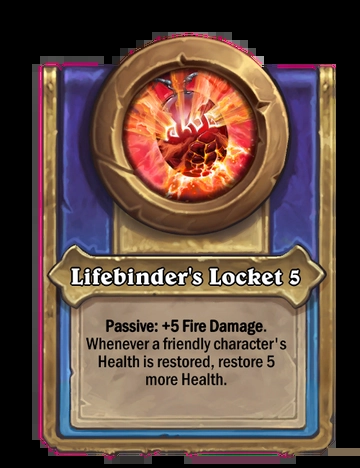 Lifebinder's Locket 5
Passive: +5 Fire Damage.
Whenever a friendly character's
Health is restored, restore 5
more Health.